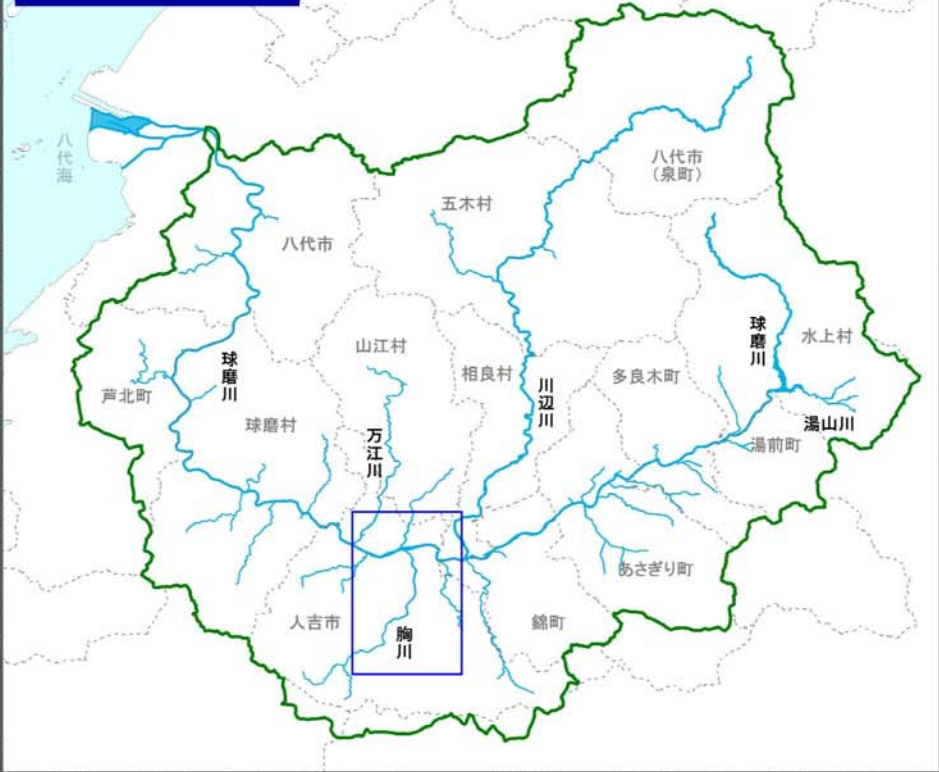 八代海
八代市
（泉町）
五木村
八代市
球磨川
水上村
山江村
球磨川
相良村
多良木町
芦北町
川辺川
湯山川
球磨村
万江川
湯前町
あさぎり町
人吉市
胸川
錦町